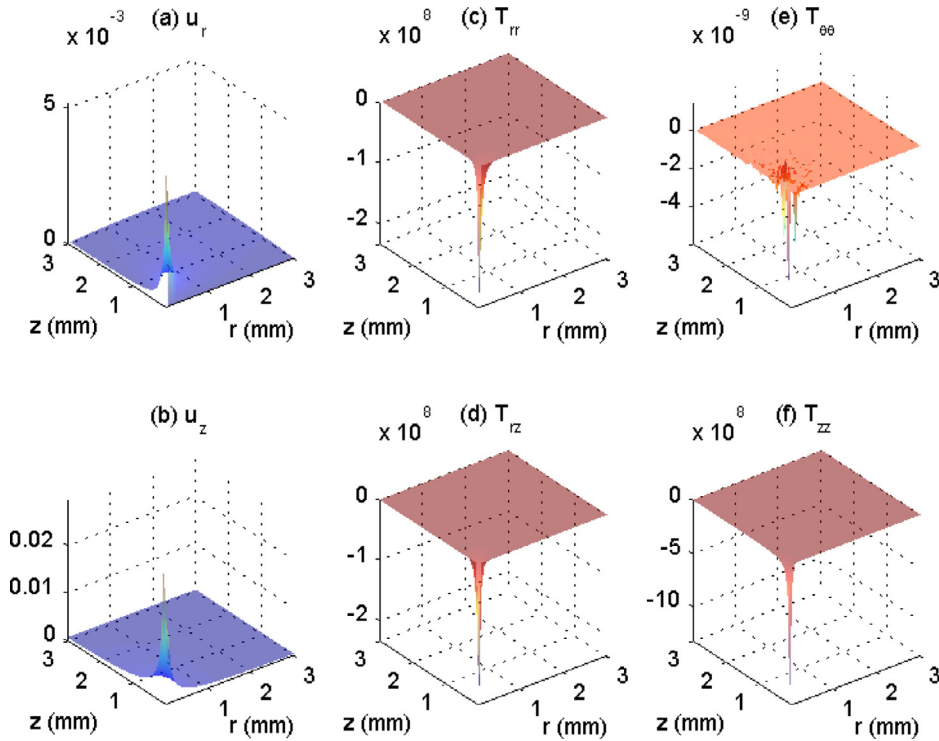 (a) u_r
x 10^-3
5
0
3
2
1
z (mm)
1
2
3
r (mm)
(c) T_rr
x 10^8
0
-1
-2
3
2
1
z (mm)
1
2
3
r (mm)
(e) T_θθ
x 10^-9
0
-2
-4
3
2
1
z (mm)
1
2
3
r (mm)
(b) u_z
0.02
0.01
0
3
2
1
z (mm)
1
2
3
r (mm)
(d) T_rz
x 10^8
0
-1
-2
3
2
1
z (mm)
1
2
3
r (mm)
(f) T_zz
x 10^8
0
-5
-10
3
2
1
z (mm)
1
2
3
r (mm)